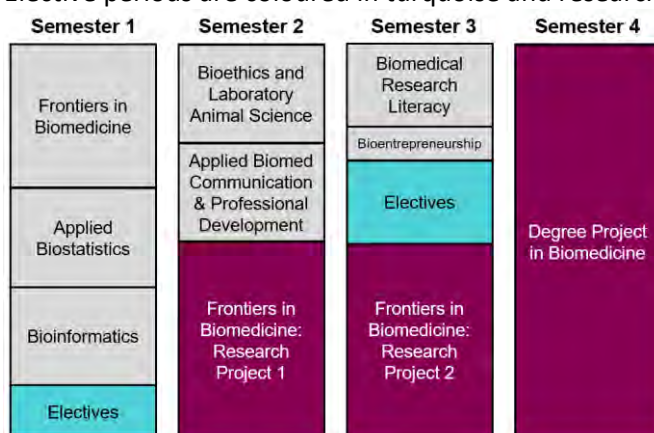 Elective periods are coloured in turquoise and research
Semester 1
Semester 2
Semester 3
Semester 4
Frontiers in
Biomedicine
Applied
Biostatistics
Bioinformatics
Electives
Bioethics and
Laboratory
Animal Science
Applied Biomed
Communication
& Professional
Development
Frontiers in
Biomedicine:
Research
Project 1
Biomedical
Research
Literacy
Bioentrepreneurship
Electives
Frontiers in
Biomedicine:
Research
Project 2
Degree Project
in Biomedicine